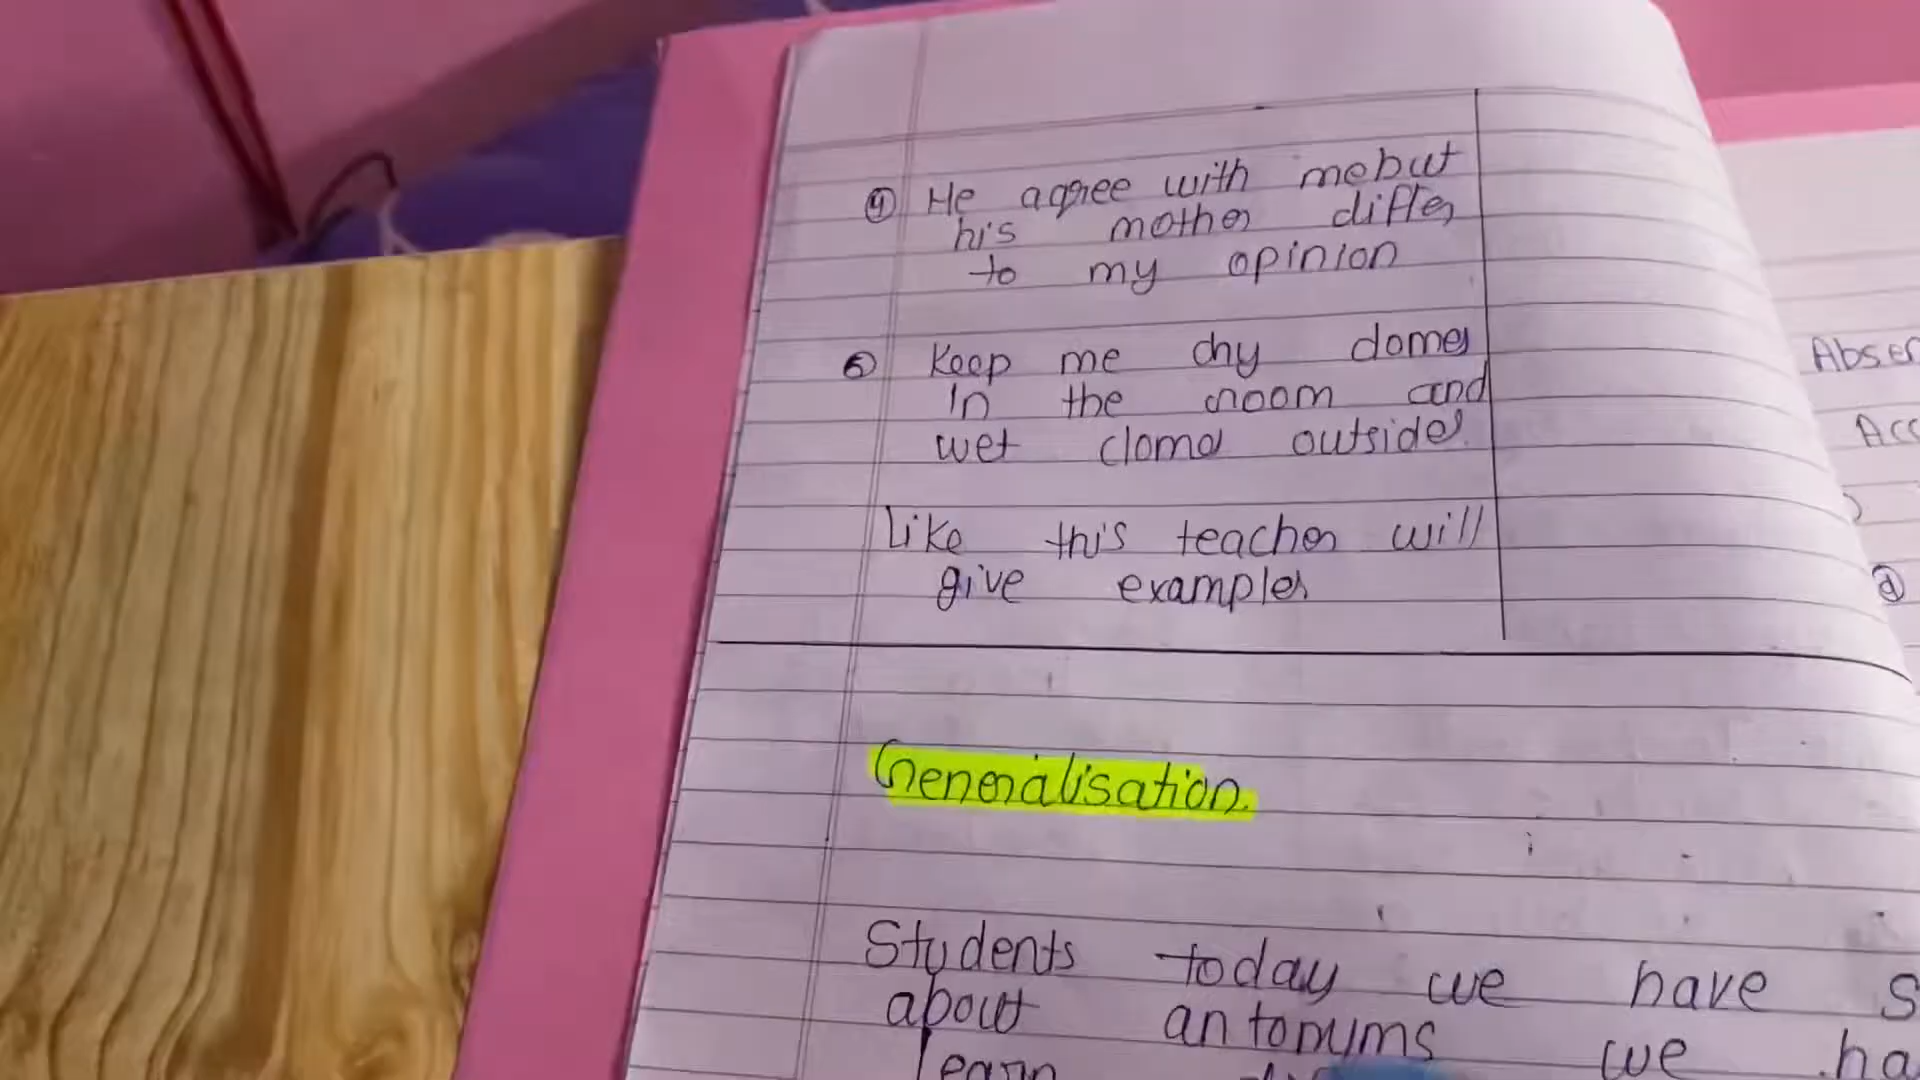 ④ He agree with me but
his mother differ
to my opinion
⑤ Keep me dry
in the room and
wet outside
Like this teacher will
give examples
Generalisation.
Students today we have
about antonyms we ha
learn
Absen
Acc